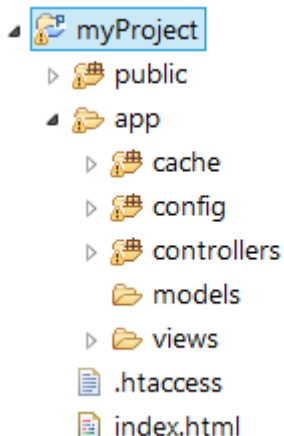 myProject
public
app
cache
config
controllers
models
views
.htaccess
index.html